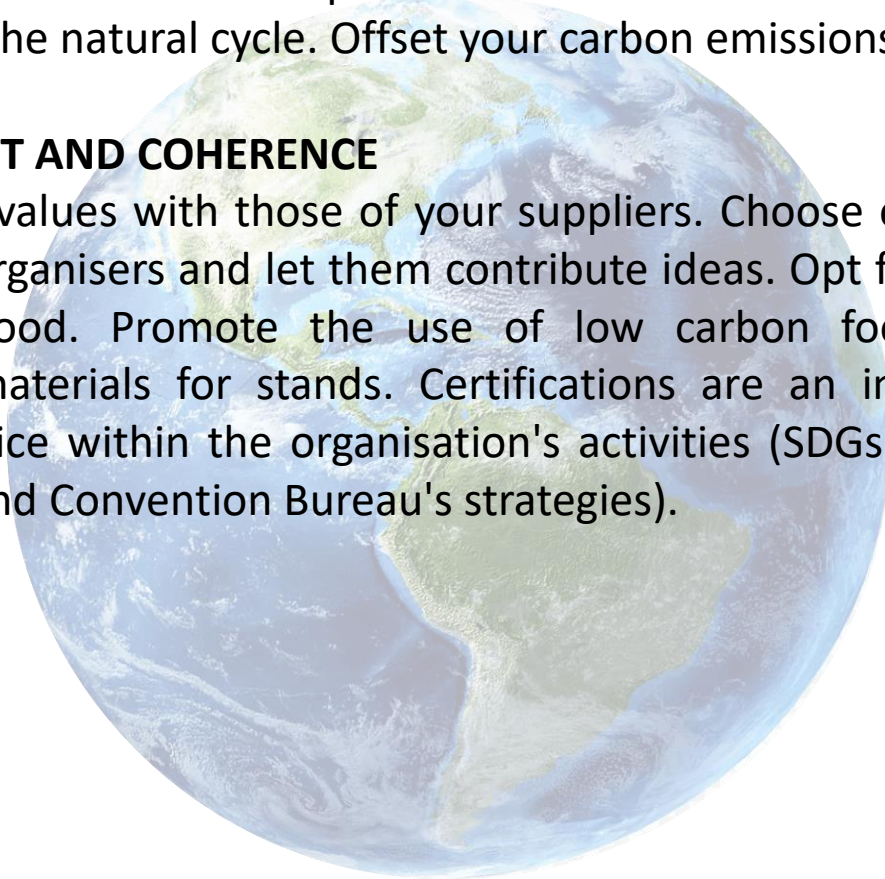 he natural cycle. Offset your carbon emissions
T AND COHERENCE
values with those of your suppliers. Choose
rganisers and let them contribute ideas. Opt
ood. Promote the use of low carbon foo
naterials for stands. Certifications are an
ice within the organisation's activities (SDGs
nd Convention Bureau's strategies).